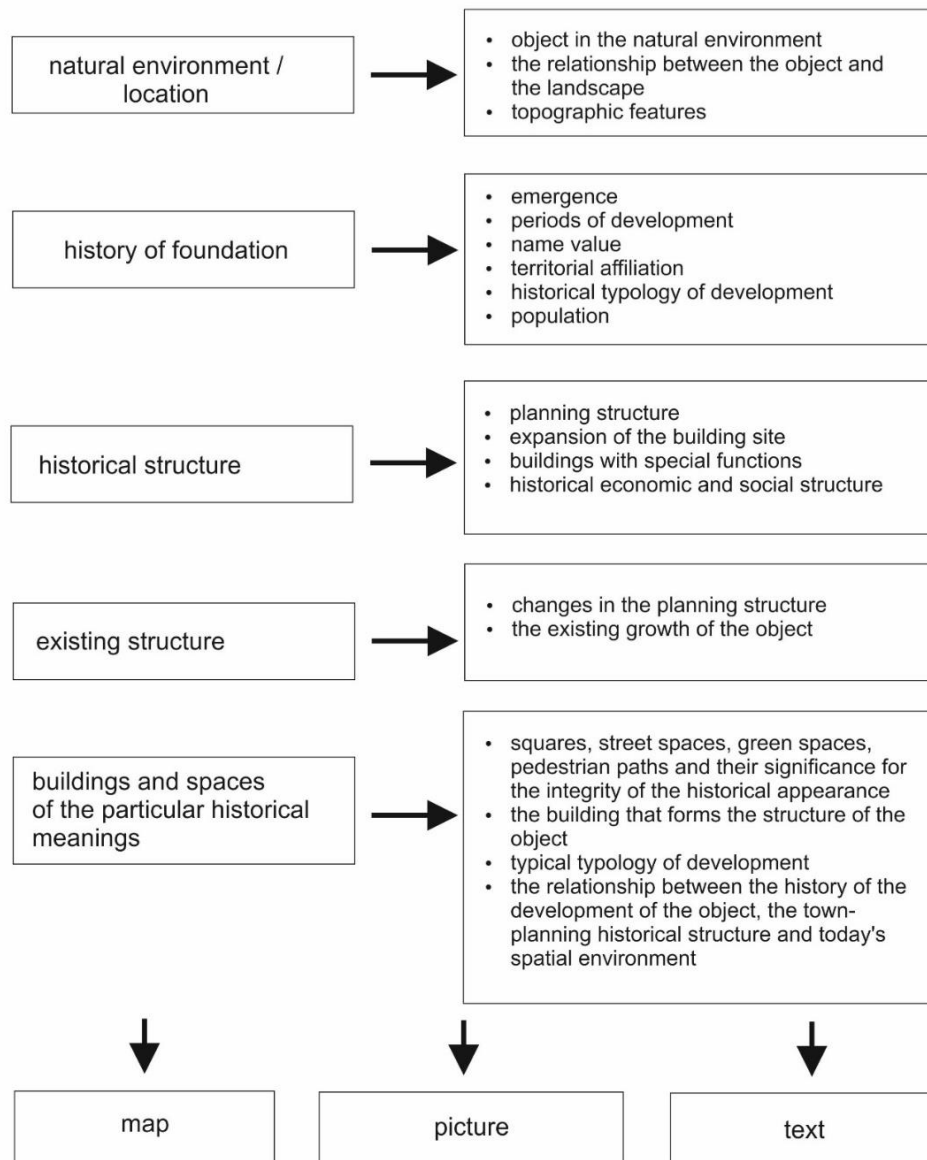 natural environment /
location
• object in the natural environment
• the relationship between the object and
the landscape
• topographic features
history of foundation
• emergence
• periods of development
• name value
• territorial affiliation
• historical typology of development
• population
historical structure
• planning structure
• expansion of the building site
• buildings with special functions
• historical economic and social structure
existing structure
• changes in the planning structure
• the existing growth of the object
buildings and spaces
of the particular historical
meanings
• squares, street spaces, green spaces,
pedestrian paths and their significance for
the integrity of the historical appearance
• the building that forms the structure of the
object
• typical typology of development
• the relationship between the history of the
development of the object, the town-
planning historical structure and today's
spatial environment
map
picture
text